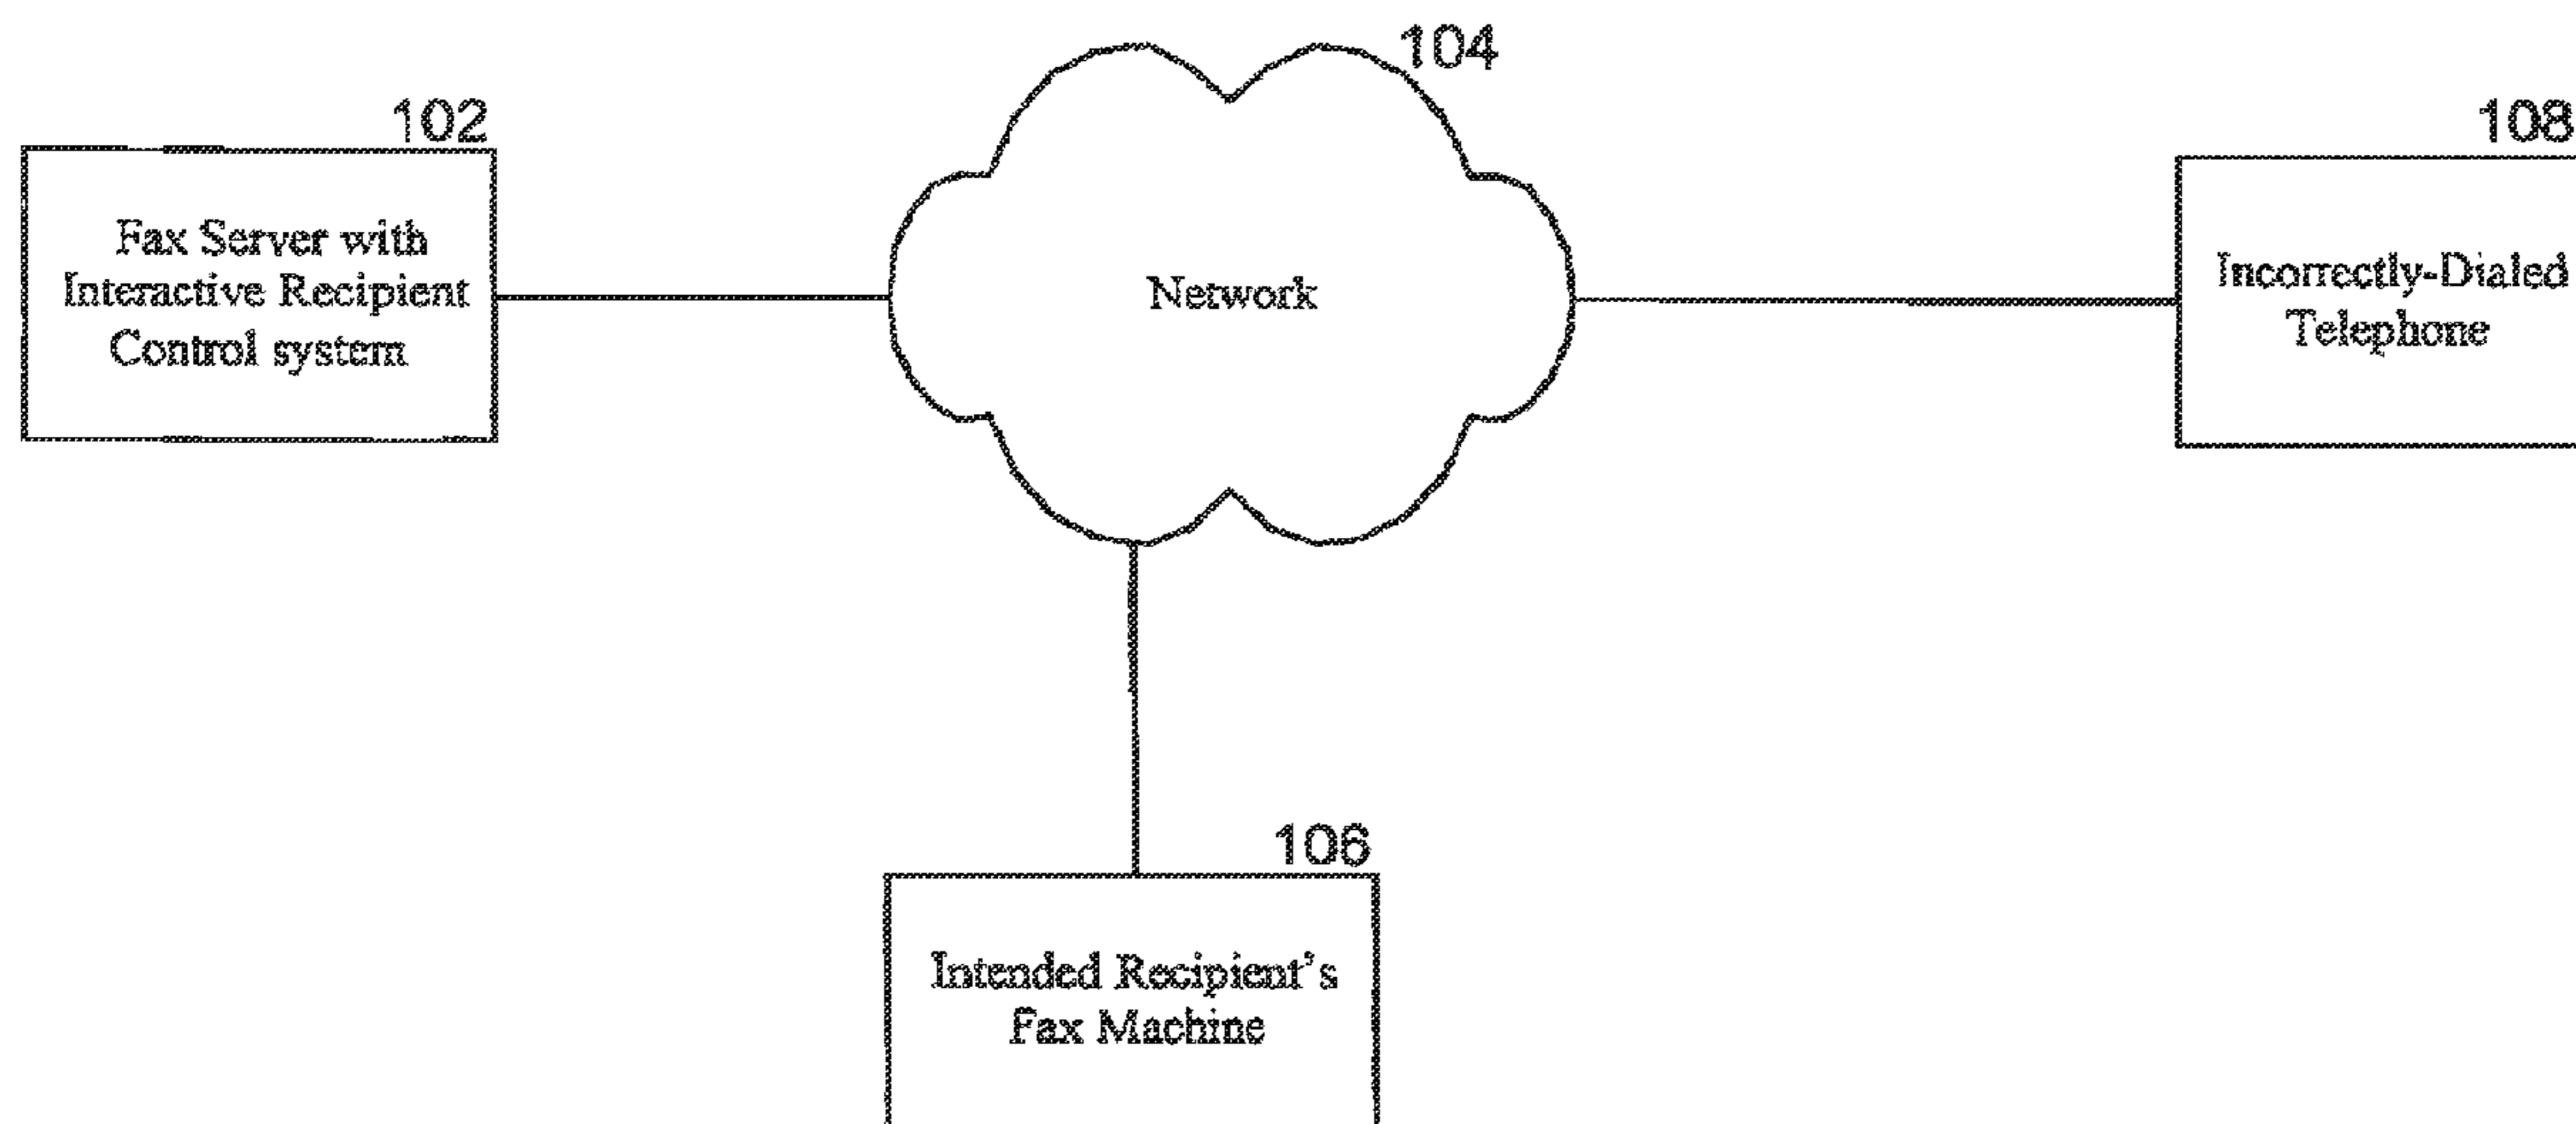 104
102
108
Fax Server with
Interactive Recipient
Control system
Network
Incorrectly-Dialed
Telephone
106
Intended Recipient's
Fax Machine